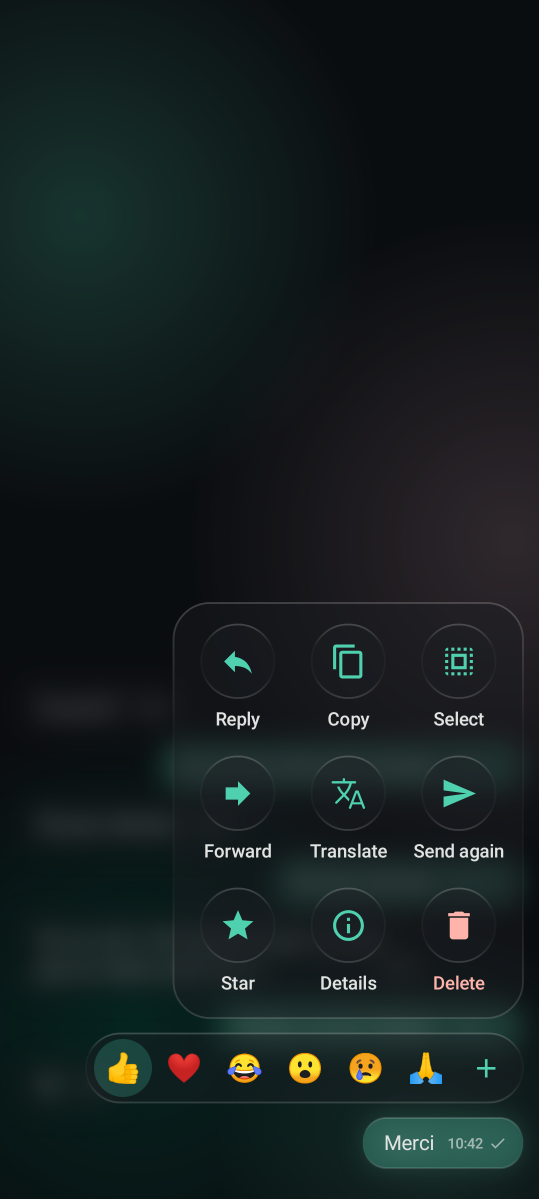 Reply Copy Select
Forward Translate Send again
Star Details Delete
Merci 10:42